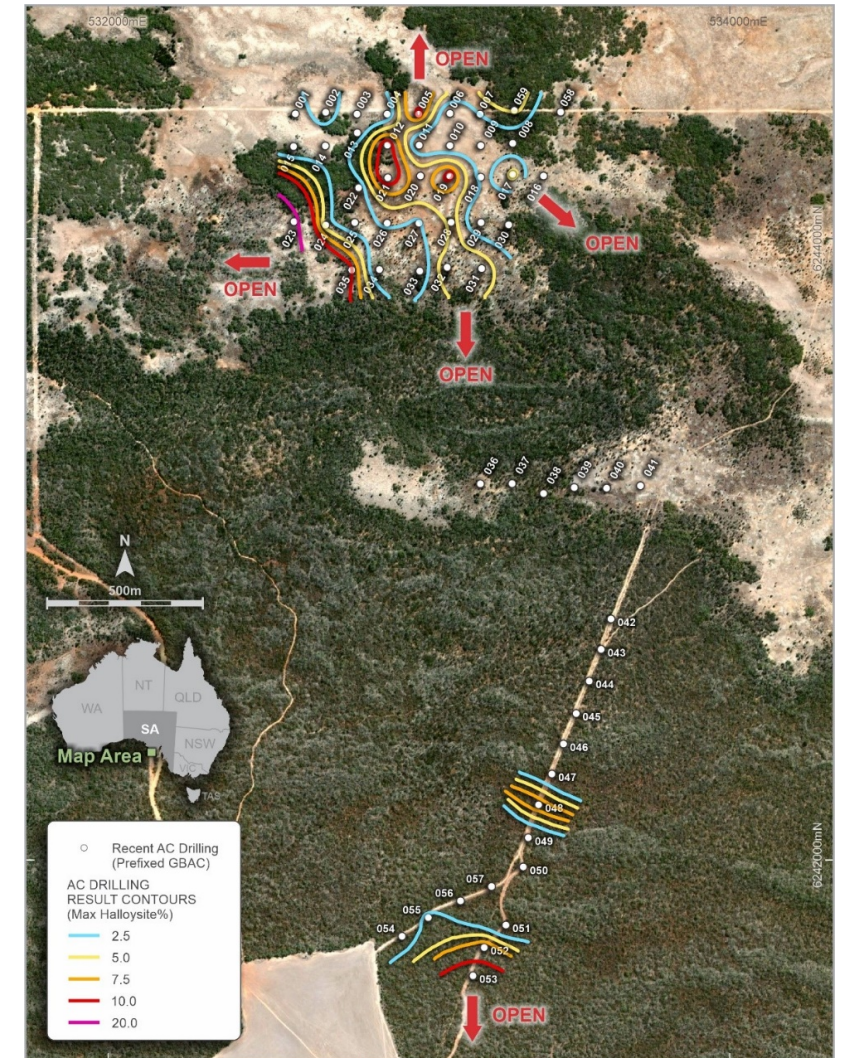 532000mE
534000mE
OPEN
001
002
003
004
005
006
007
059
058
015
014
013
012
011
010
009
008
022
021
020
019
018
017
016
023
024
025
026
027
028
029
030
OPEN
6244000mN
OPEN
035
034
033
032
031
OPEN
036
037
038
039
040
041
N
500m
042
043
044
045
046
047
048
049
050
057
056
055
054
051
052
053
6242000mN
WA
NT
QLD
SA
NSW
VIC
TAS
Map Area
Recent AC Drilling
(Prefixed GBAC)
AC DRILLING
RESULT CONTOURS
(Max Halloysite%)
2.5
5.0
7.5
10.0
20.0
OPEN